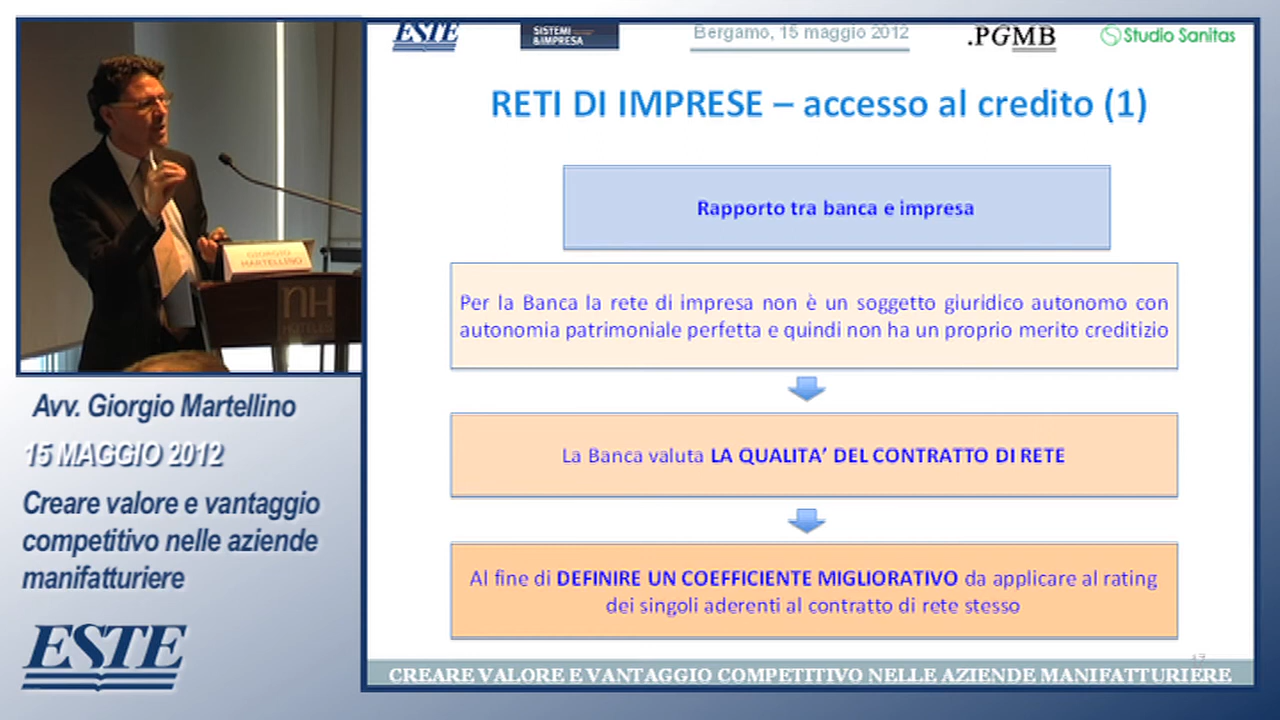 ESTE
SISTEMI
&IMPRESA
Bergamo, 15 maggio 2012
.PGMB
Studio Sanitas
RETI DI IMPRESE – accesso al credito (1)
Rapporto tra banca e impresa
Per la Banca la rete di impresa non è un soggetto giuridico autonomo con
autonomia patrimoniale perfetta e quindi non ha un proprio merito creditizio
La Banca valuta LA QUALITA’ DEL CONTRATTO DI RETE
Al fine di DEFINIRE UN COEFFICIENTE MIGLIORATIVO da applicare al rating
dei singoli aderenti al contratto di rete stesso
CREARE VALORE E VANTAGGIO COMPETITIVO NELLE AZIENDE MANIFATTURIERE
GIORGIO
MARTELLINO
nH
HOTELES
Avv. Giorgio Martellino
15 MAGGIO 2012
Creare valore e vantaggio
competitivo nelle aziende
manifatturiere
ESTE